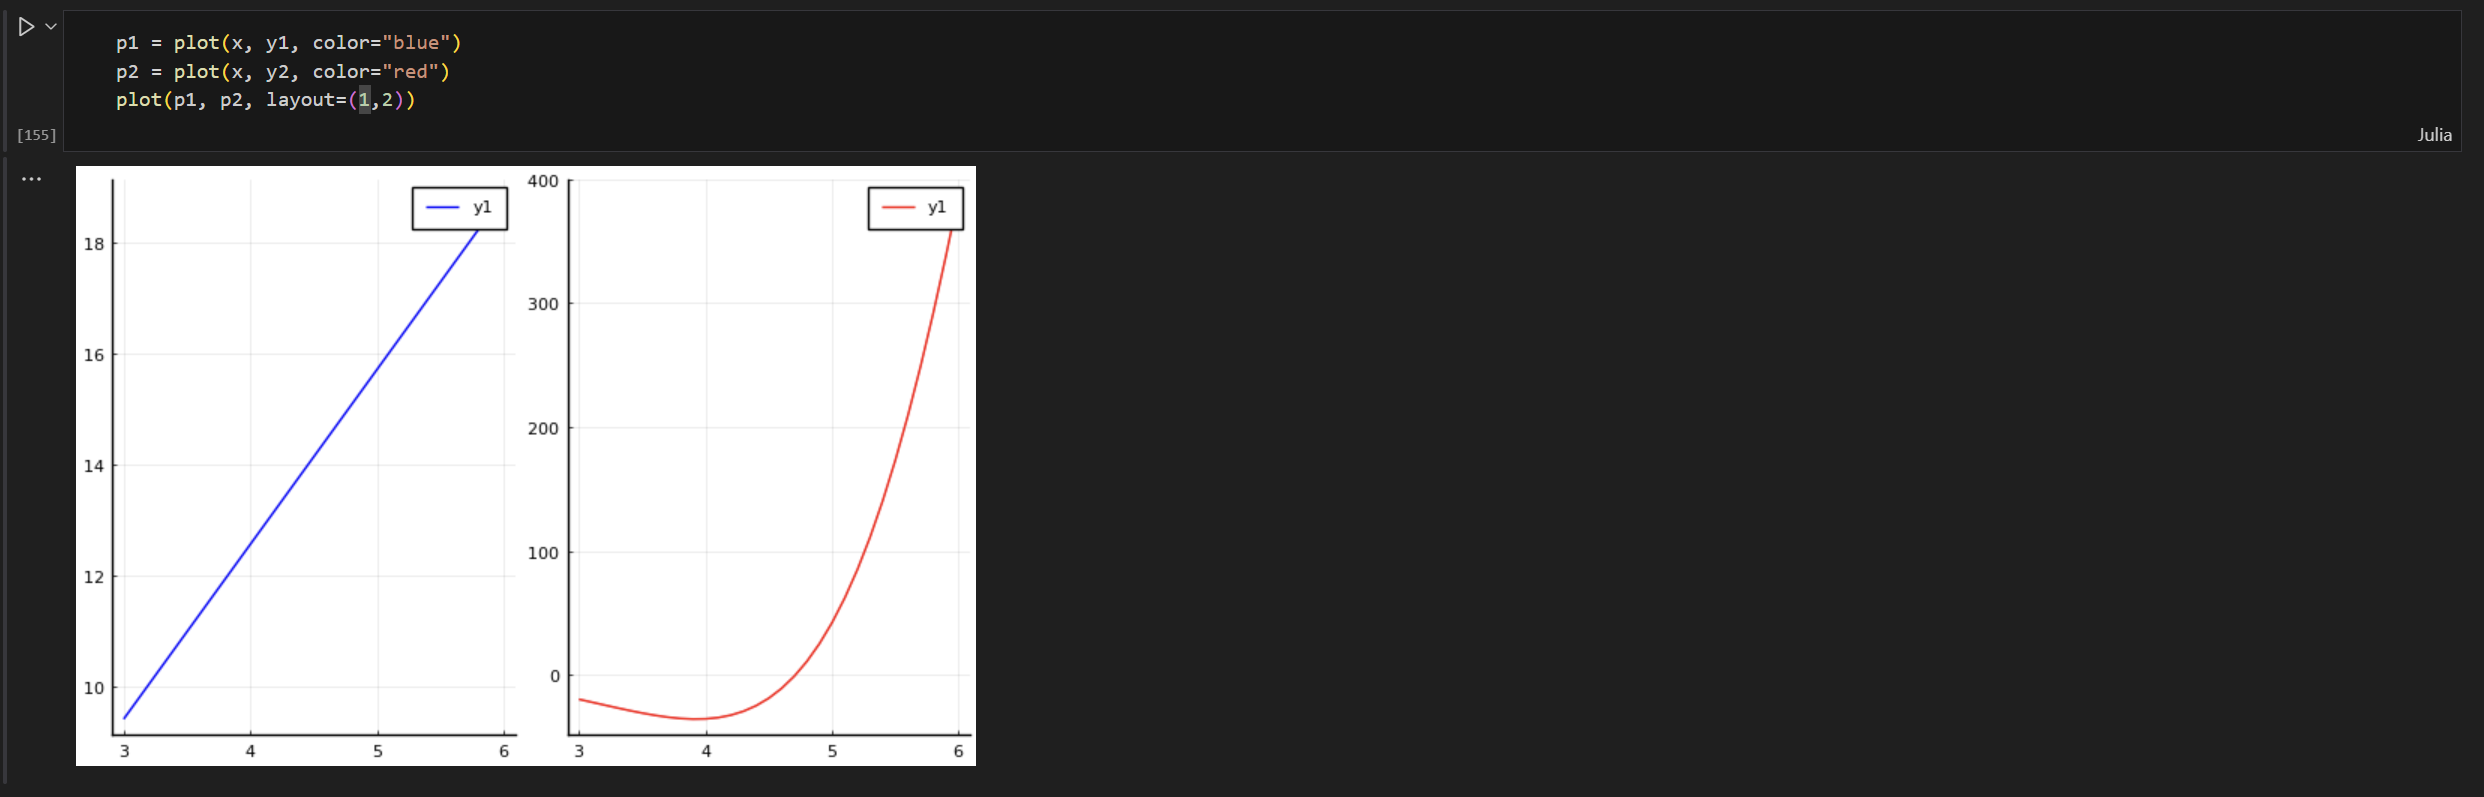 p1 = plot(x, y1, color="blue")
p2 = plot(x, y2, color="red")
plot(p1, p2, layout=(1,2))
[155]
Julia
...
y1
18
16
14
12
10
3 4 5 6
y1
400
300
200
100
0
3 4 5 6